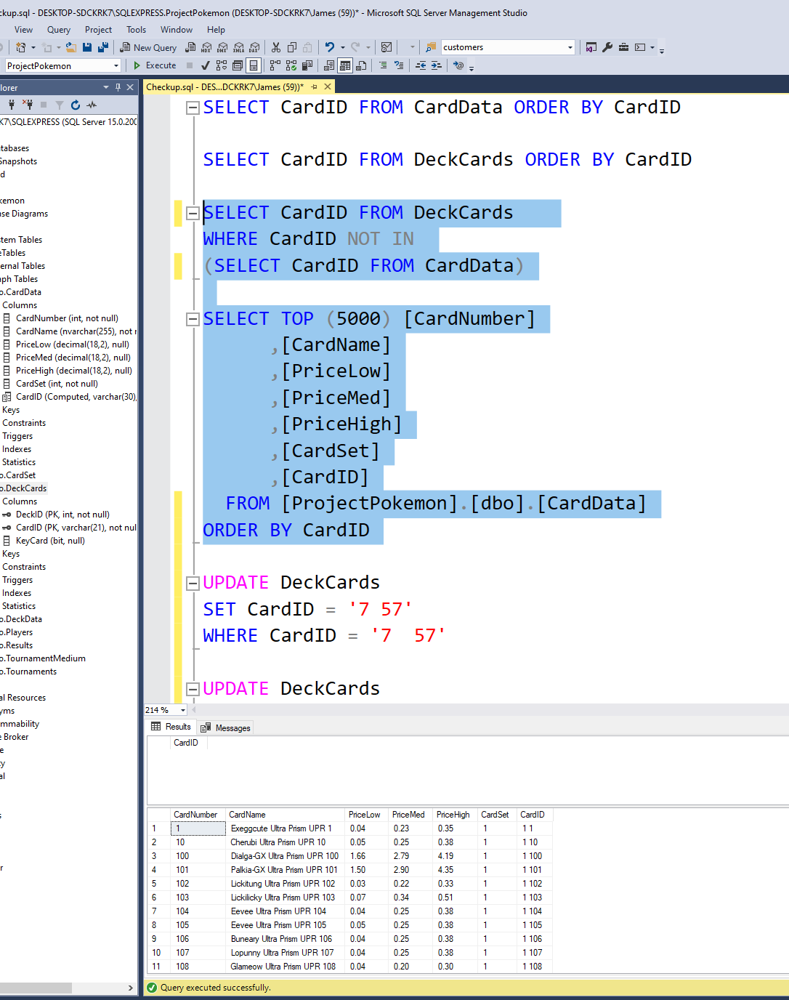 ckup.sql - DESKTOP-SDCKRK7\SQLEXPRESS.ProjectPokemon (DESKTOP-SDCKRK7\James (59))* - Microsoft SQL Server Management Studio
View Query Project Tools Window Help
New Query MDX DMX XMLA DAX customers
ProjectPokemon Execute
lorer
Checkup.sql - DES...DCKRK7\James (59))*
K7\SQLEXPRESS (SQL Server 15.0.200
tabases
Snapshots
d
kemon
se Diagrams
stem Tables
eTables
ernal Tables
aph Tables
o.CardData
Columns
CardNumber (int, not null)
CardName (nvarchar(255), not r
PriceLow (decimal(18,2), null)
PriceMed (decimal(18,2), null)
PriceHigh (decimal(18,2), null)
CardSet (int, not null)
CardID (Computed, varchar(30),
Keys
Constraints
Triggers
Indexes
Statistics
o.CardSet
o.DeckCards
Columns
DeckID (PK, int, not null)
CardID (PK, varchar(21), not nul
KeyCard (bit, null)
Keys
Constraints
Triggers
Indexes
Statistics
o.DeckData
o.Players
o.Results
o.TournamentMedium
o.Tournaments
al Resources
yms
mmability
e Broker
e
ty
al
s
r
SELECT CardID FROM CardData ORDER BY CardID
SELECT CardID FROM DeckCards ORDER BY CardID
SELECT CardID FROM DeckCards
WHERE CardID NOT IN
(SELECT CardID FROM CardData)
SELECT TOP (5000) [CardNumber]
,[CardName]
,[PriceLow]
,[PriceMed]
,[PriceHigh]
,[CardSet]
,[CardID]
FROM [ProjectPokemon].[dbo].[CardData]
ORDER BY CardID
UPDATE DeckCards
SET CardID = '7 57'
WHERE CardID = '7  57'
UPDATE DeckCards
214 %
Results Messages
CardID
CardNumber CardName PriceLow PriceMed PriceHigh CardSet CardID
1 1 Exeggcute Ultra Prism UPR 1 0.04 0.23 0.35 1 1 1
2 10 Cherubi Ultra Prism UPR 10 0.05 0.25 0.38 1 1 10
3 100 Dialga-GX Ultra Prism UPR 100 1.66 2.79 4.19 1 1 100
4 101 Palkia-GX Ultra Prism UPR 101 1.50 2.90 4.35 1 1 101
5 102 Lickitung Ultra Prism UPR 102 0.03 0.22 0.33 1 1 102
6 103 Lickilicky Ultra Prism UPR 103 0.07 0.34 0.51 1 1 103
7 104 Eevee Ultra Prism UPR 104 0.04 0.25 0.38 1 1 104
8 105 Eevee Ultra Prism UPR 105 0.05 0.25 0.38 1 1 105
9 106 Buneary Ultra Prism UPR 106 0.04 0.25 0.38 1 1 106
10 107 Lopunny Ultra Prism UPR 107 0.04 0.25 0.38 1 1 107
11 108 Glameow Ultra Prism UPR 108 0.04 0.20 0.30 1 1 108
Query executed successfully.